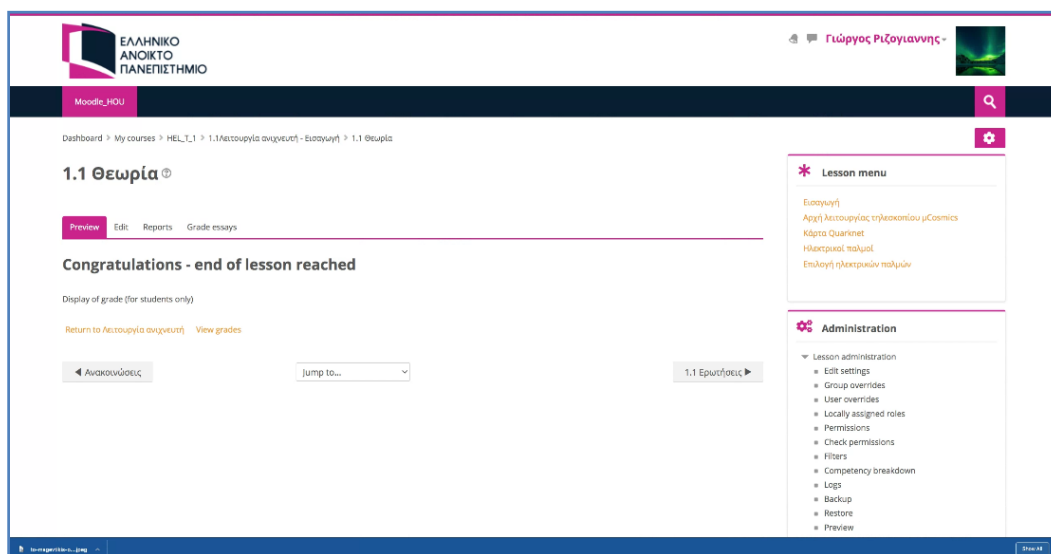 ΕΛΛΗΝΙΚΟ
ΑΝΟΙΚΤΟ
ΠΑΝΕΠΙΣΤΗΜΙΟ
Γιώργος Ριζογιαννης
Moodle_HOU
Dashboard > My courses > HEL_T_1 > 1.1Λειτουργία ανιχνευτή - Εισαγωγή > 1.1 Θεωρία
1.1 Θεωρία
Preview Edit Reports Grade essays
Congratulations - end of lesson reached
Display of grade (for students only)
Return to Λειτουργία ανιχνευτή View grades
◀ Ανακοινώσεις
Jump to...
1.1 Ερωτήσεις ▶
Lesson menu
Εισαγωγή
Αρχή λειτουργίας τηλεσκοπίου μCosmics
Κάρτα Quarknet
Ηλεκτρικοί παλμοί
Επιλογή ηλεκτρικών παλμών
Administration
Lesson administration
Edit settings
Group overrides
User overrides
Locally assigned roles
Permissions
Check permissions
Filters
Competency breakdown
Logs
Backup
Restore
Preview
Show All